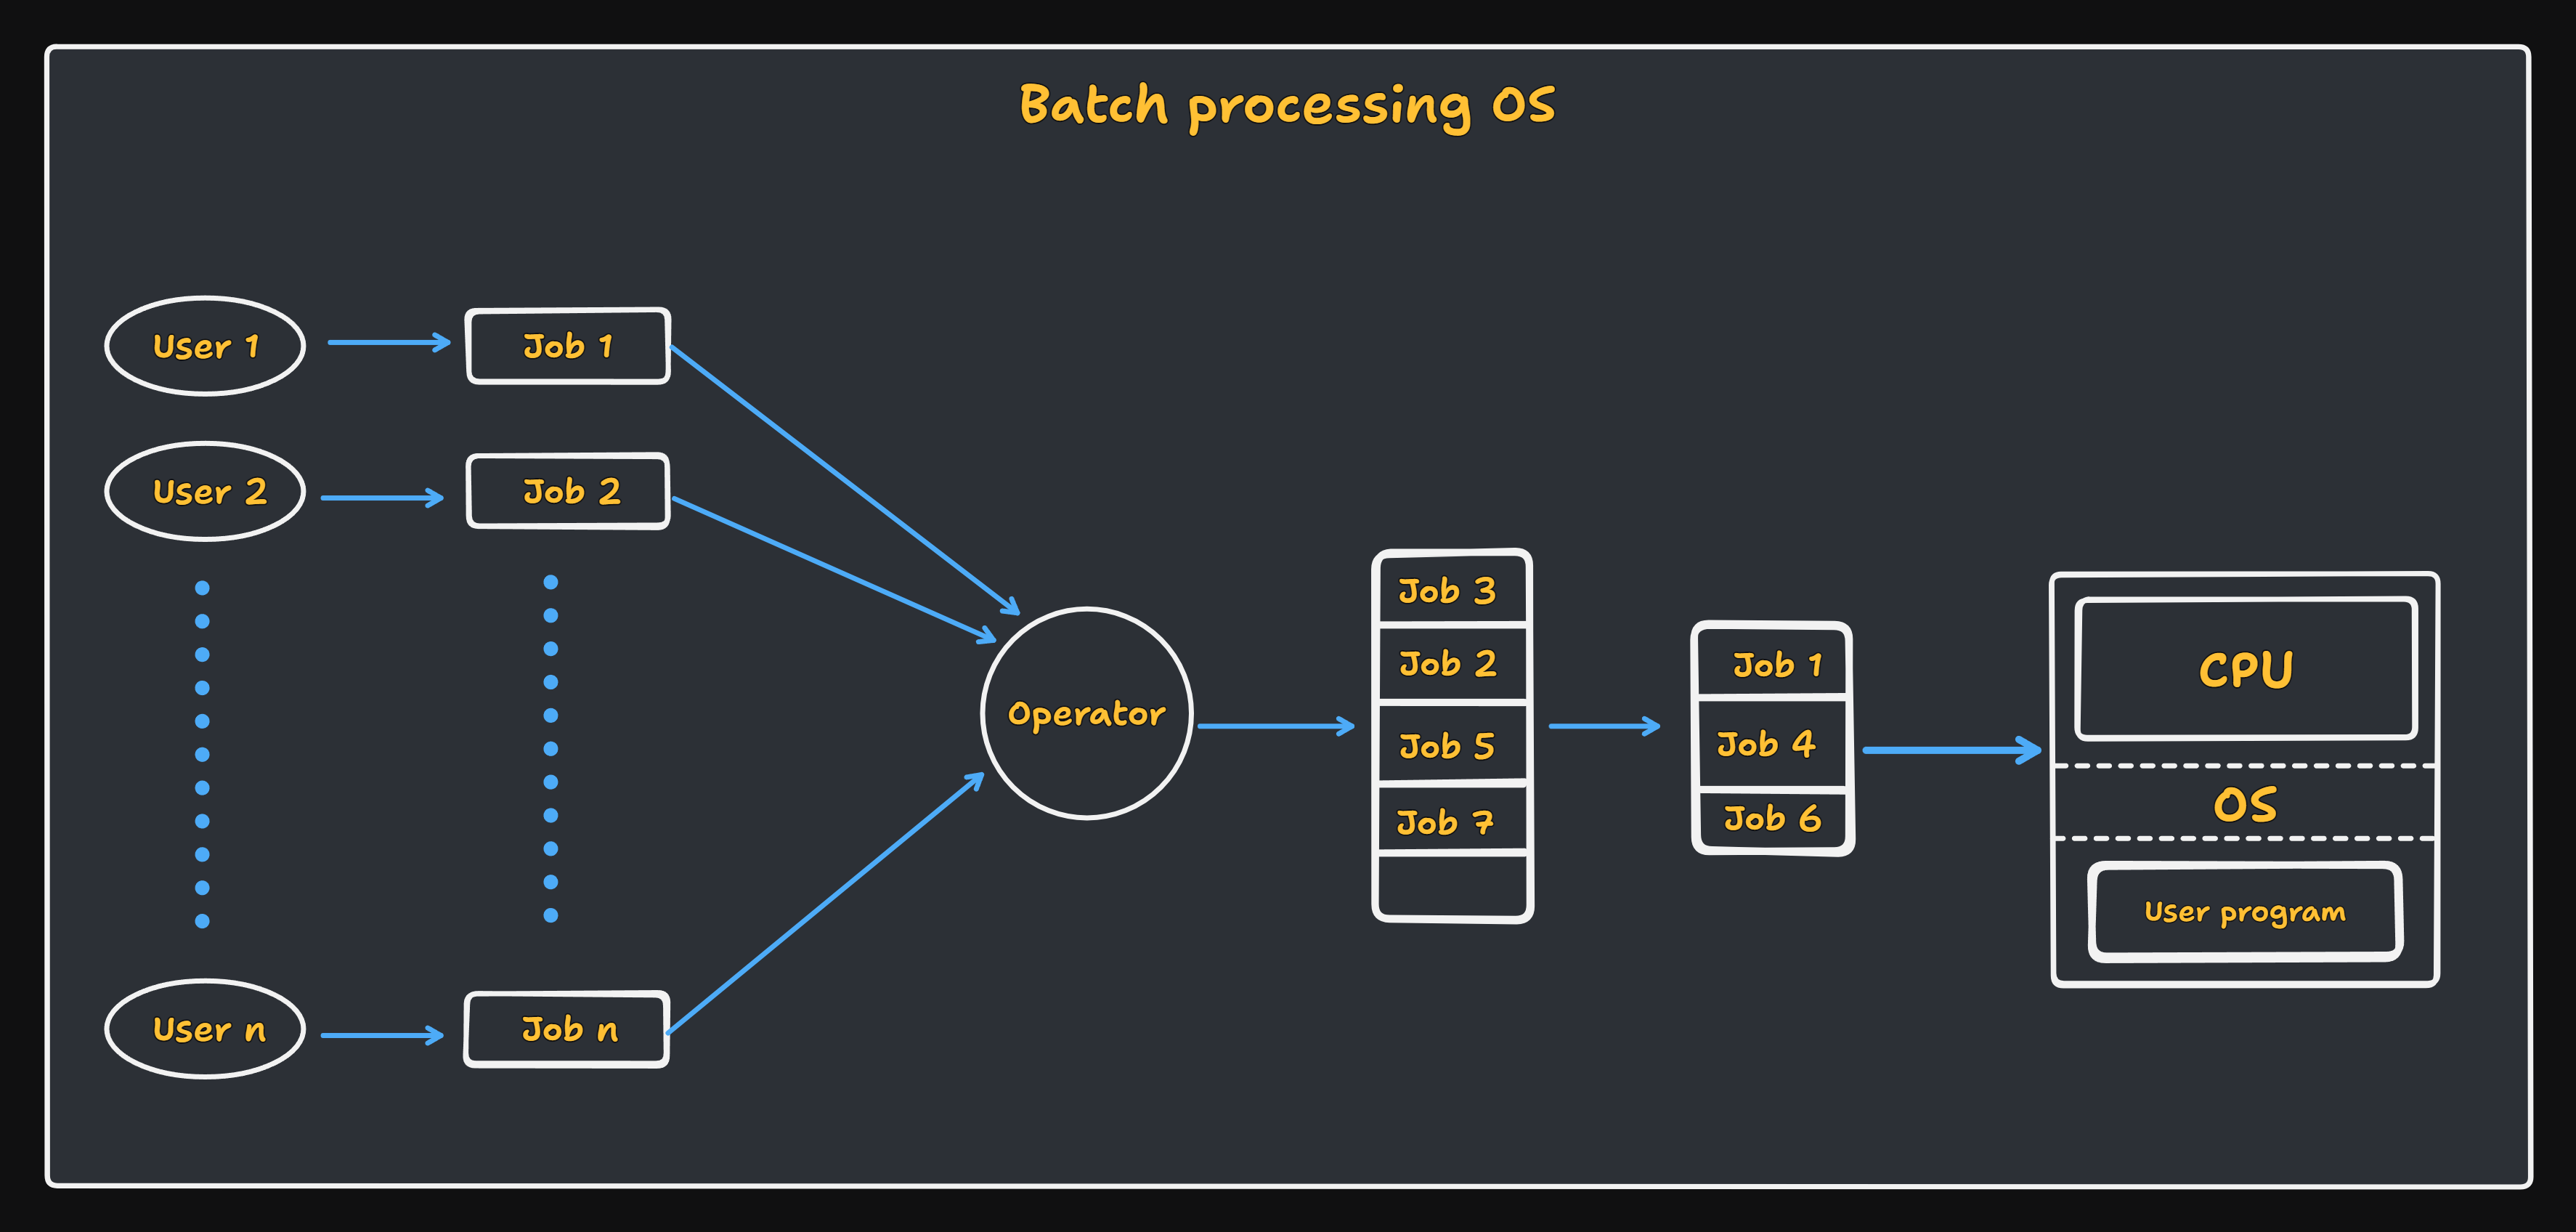 Batch processing OS
User 1
Job 1
User 2
Job 2
User n
Job n
Operator
Job 3
Job 2
Job 5
Job 7
Job 1
Job 4
Job 6
CPU
OS
User program